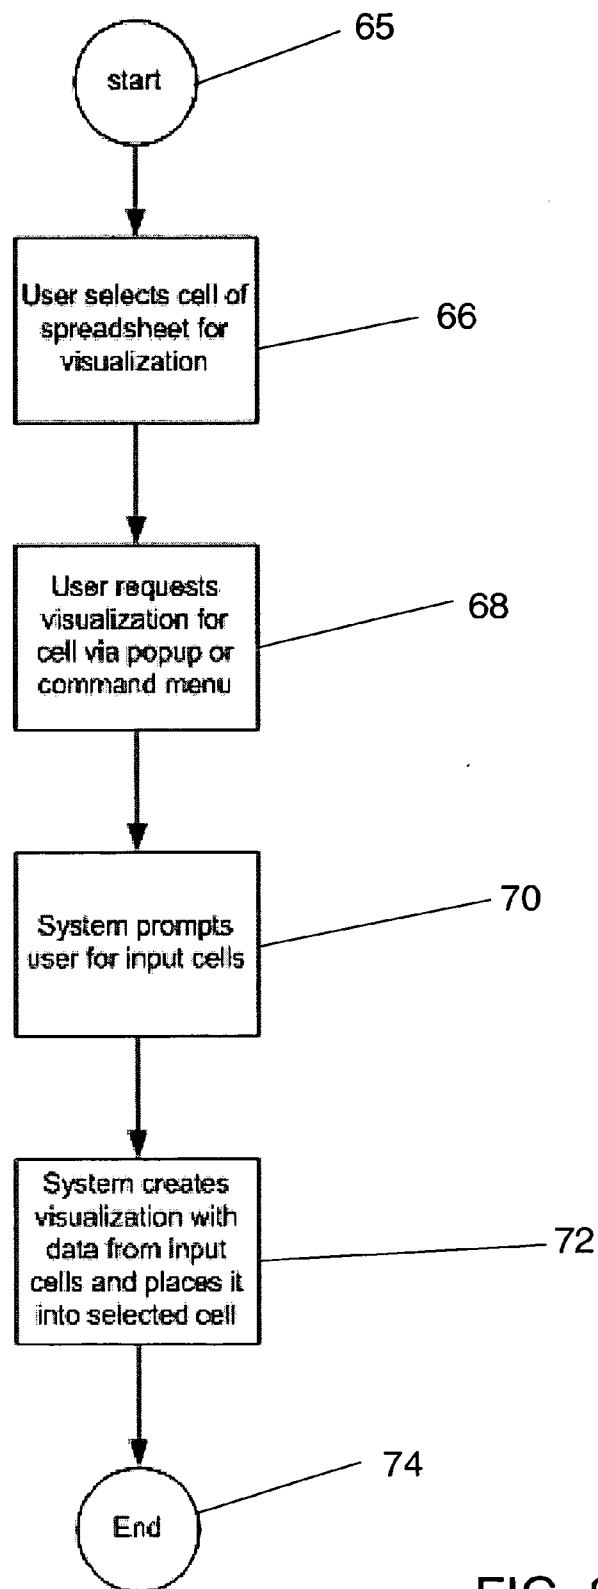 start
65
User selects cell of
spreadsheet for
visualization
66
User requests
visualization for
cell via popup or
command menu
68
System prompts
user for input cells
70
System creates
visualization with
data from input
cells and places it
into selected cell
72
End
74
FIG.